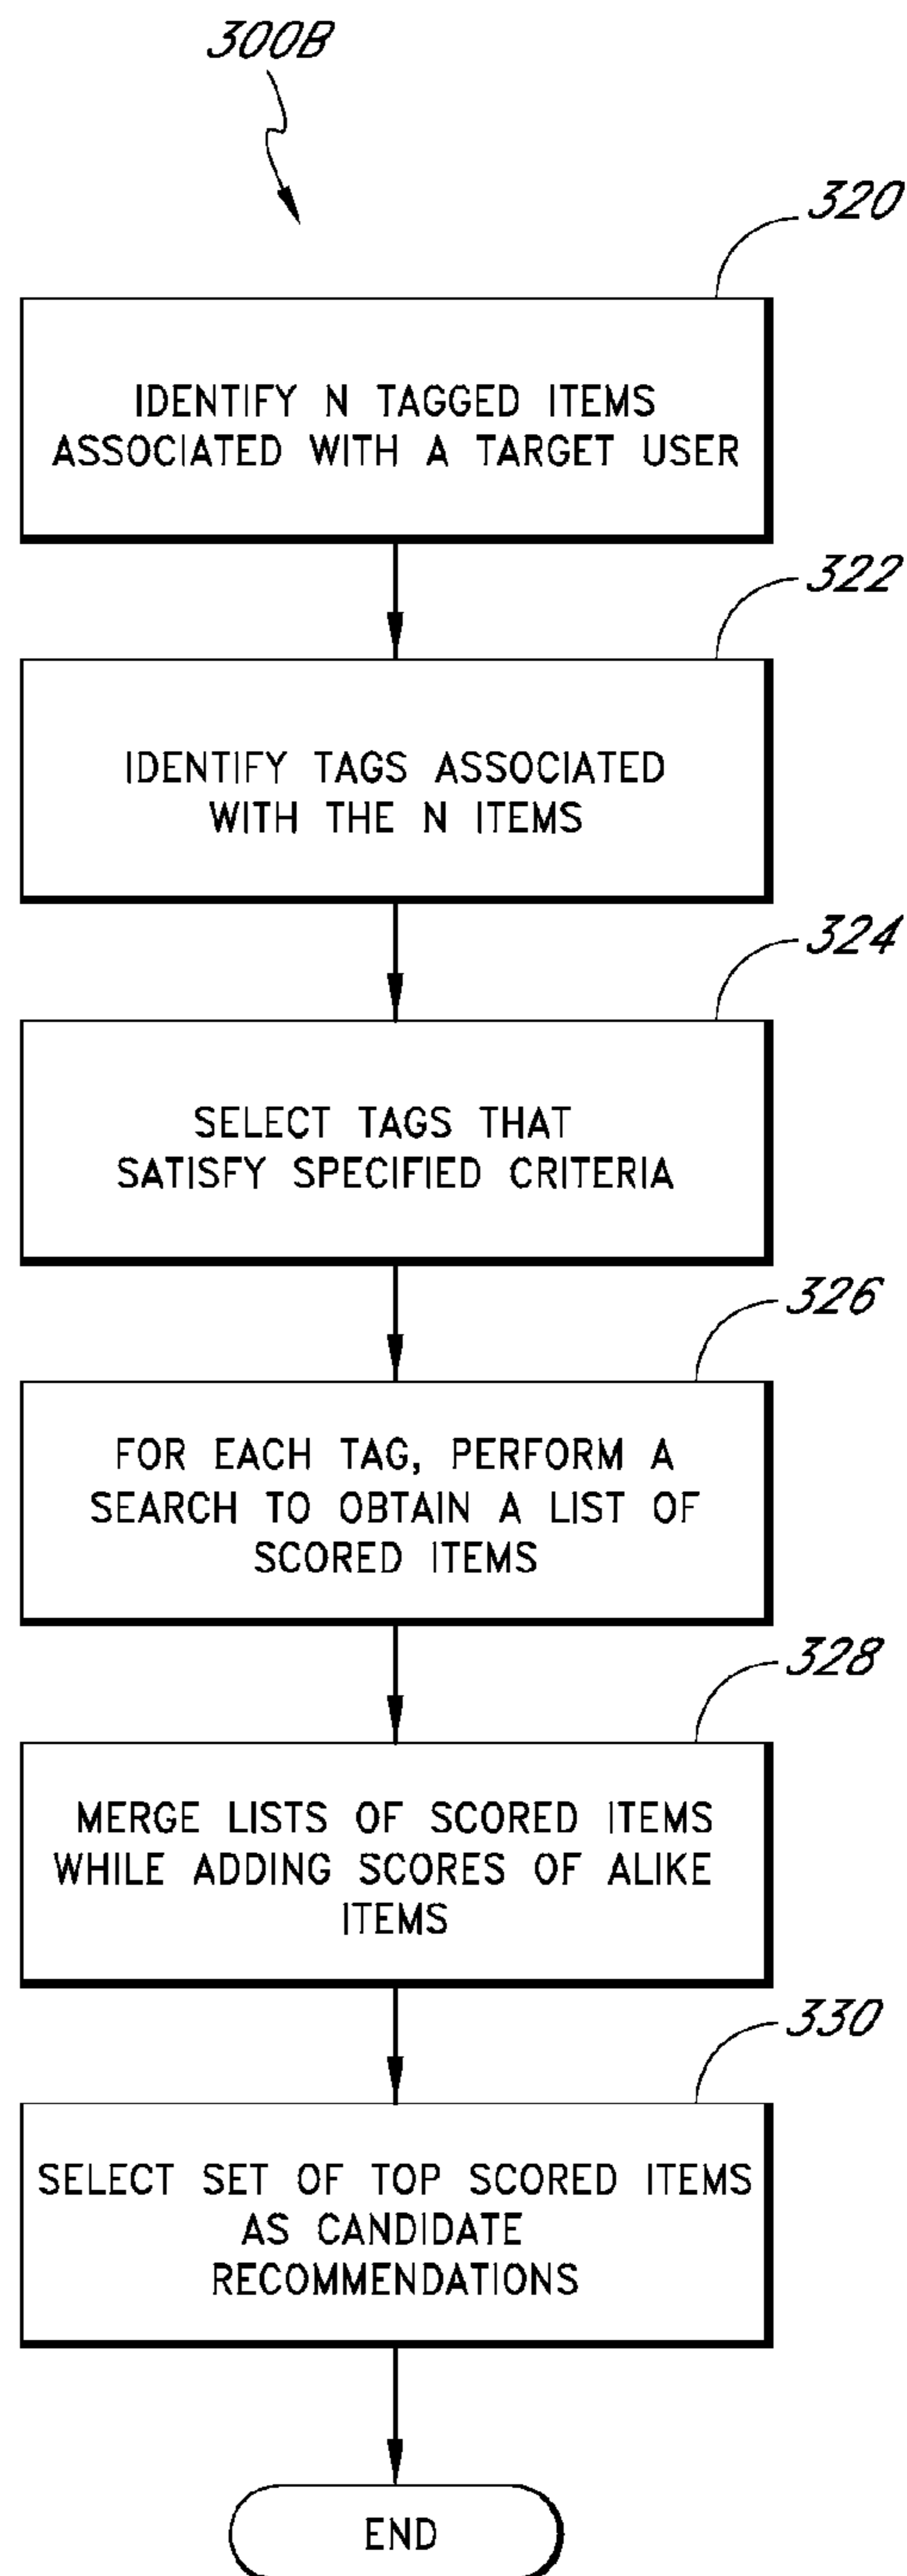 300B
320
IDENTIFY N TAGGED ITEMS
ASSOCIATED WITH A TARGET USER
322
IDENTIFY TAGS ASSOCIATED
WITH THE N ITEMS
324
SELECT TAGS THAT
SATISFY SPECIFIED CRITERIA
326
FOR EACH TAG, PERFORM A
SEARCH TO OBTAIN A LIST OF
SCORED ITEMS
328
MERGE LISTS OF SCORED ITEMS
WHILE ADDING SCORES OF ALIKE
ITEMS
330
SELECT SET OF TOP SCORED ITEMS
AS CANDIDATE
RECOMMENDATIONS
END